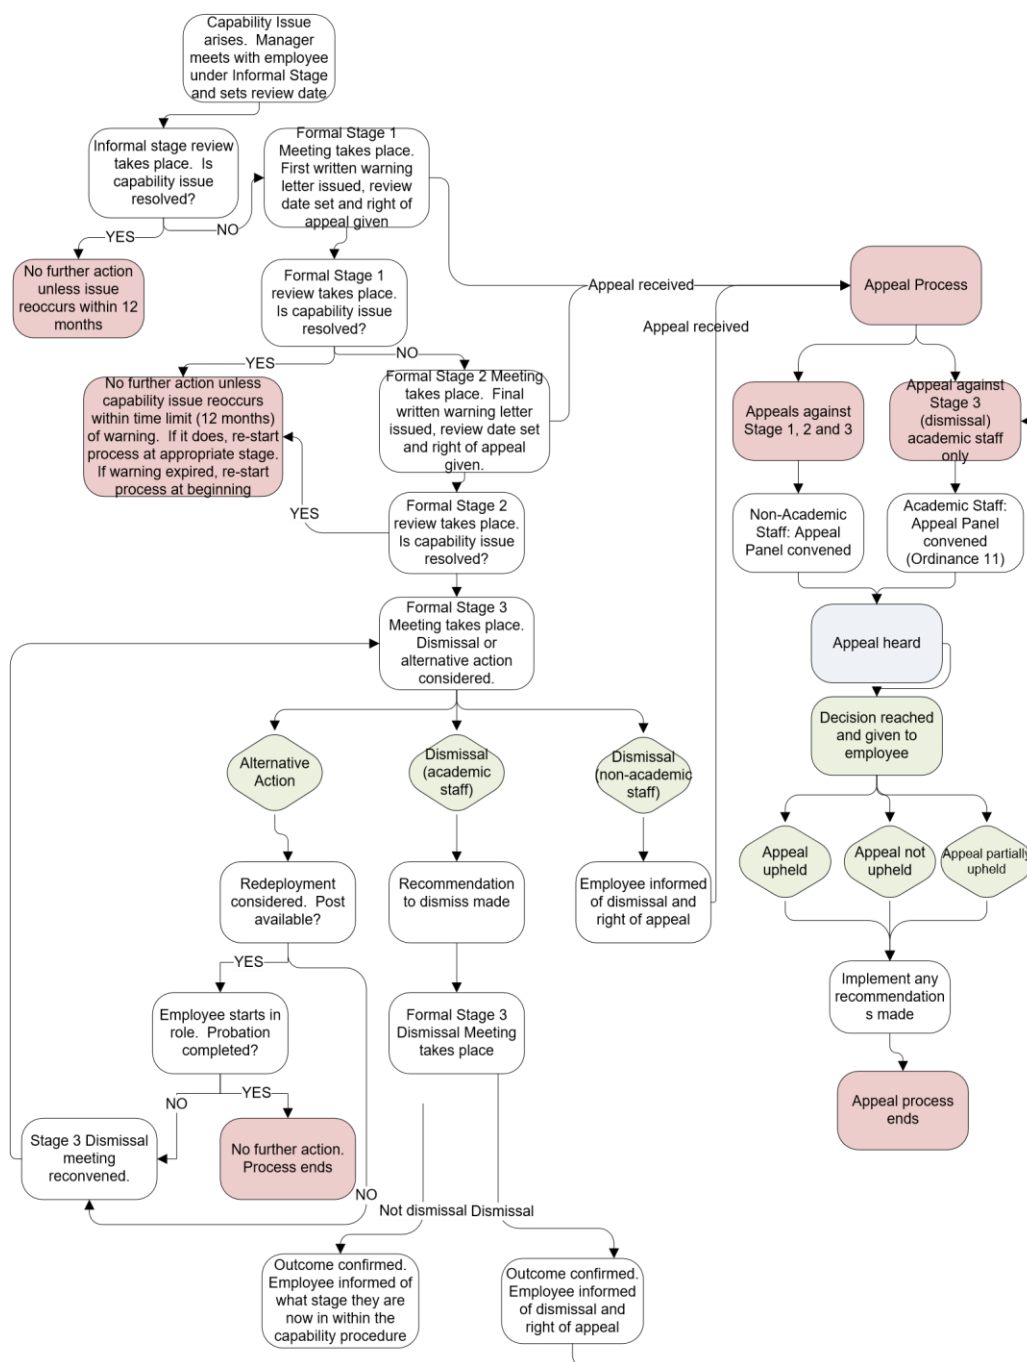 Capability Issue
arises.  Manager
meets with employee
under Informal Stage
and sets review date
Informal stage review
takes place.  Is
capability issue
resolved?
Formal Stage 1
Meeting takes place.
First written warning
letter issued, review
date set and right of
appeal given
YES
NO
No further action
unless issue
reoccurs within 12
months
Formal Stage 1
review takes place.
Is capability issue
resolved?
Appeal received
Appeal Process
Appeal received
YES
NO
No further action unless
capability issue reoccurs
within time limit (12 months)
of warning.  If it does, re-start
process at appropriate stage.
If warning expired, re-start
process at beginning
Formal Stage 2 Meeting
takes place.  Final
written warning letter
issued, review date set
and right of appeal
given.
Appeals against
Stage 1, 2 and 3
Appeal against
Stage 3
(dismissal)
academic staff
only
YES
Formal Stage 2
review takes place.
Is capability issue
resolved?
Non-Academic
Staff: Appeal
Panel convened
Academic Staff:
Appeal Panel
convened
(Ordinance 11)
Formal Stage 3
Meeting takes place.
Dismissal or
alternative action
considered.
Appeal heard
Decision reached
and given to
employee
Alternative
Action
Dismissal
(academic
staff)
Dismissal
(non-academic
staff)
Appeal
upheld
Appeal not
upheld
Appeal partially
upheld
Redeployment
considered.  Post
available?
Recommendation
to dismiss made
Employee informed
of dismissal and
right of appeal
YES
Implement any
recommendation
s made
Employee starts in
role.  Probation
completed?
Formal Stage 3
Dismissal Meeting
takes place
NO
YES
Appeal process
ends
Stage 3 Dismissal
meeting
reconvened.
No further action.
Process ends
NO
Not dismissal
Dismissal
Outcome confirmed.
Employee informed of
what stage they are
now in within the
capability procedure
Outcome confirmed.
Employee informed
of dismissal and
right of appeal